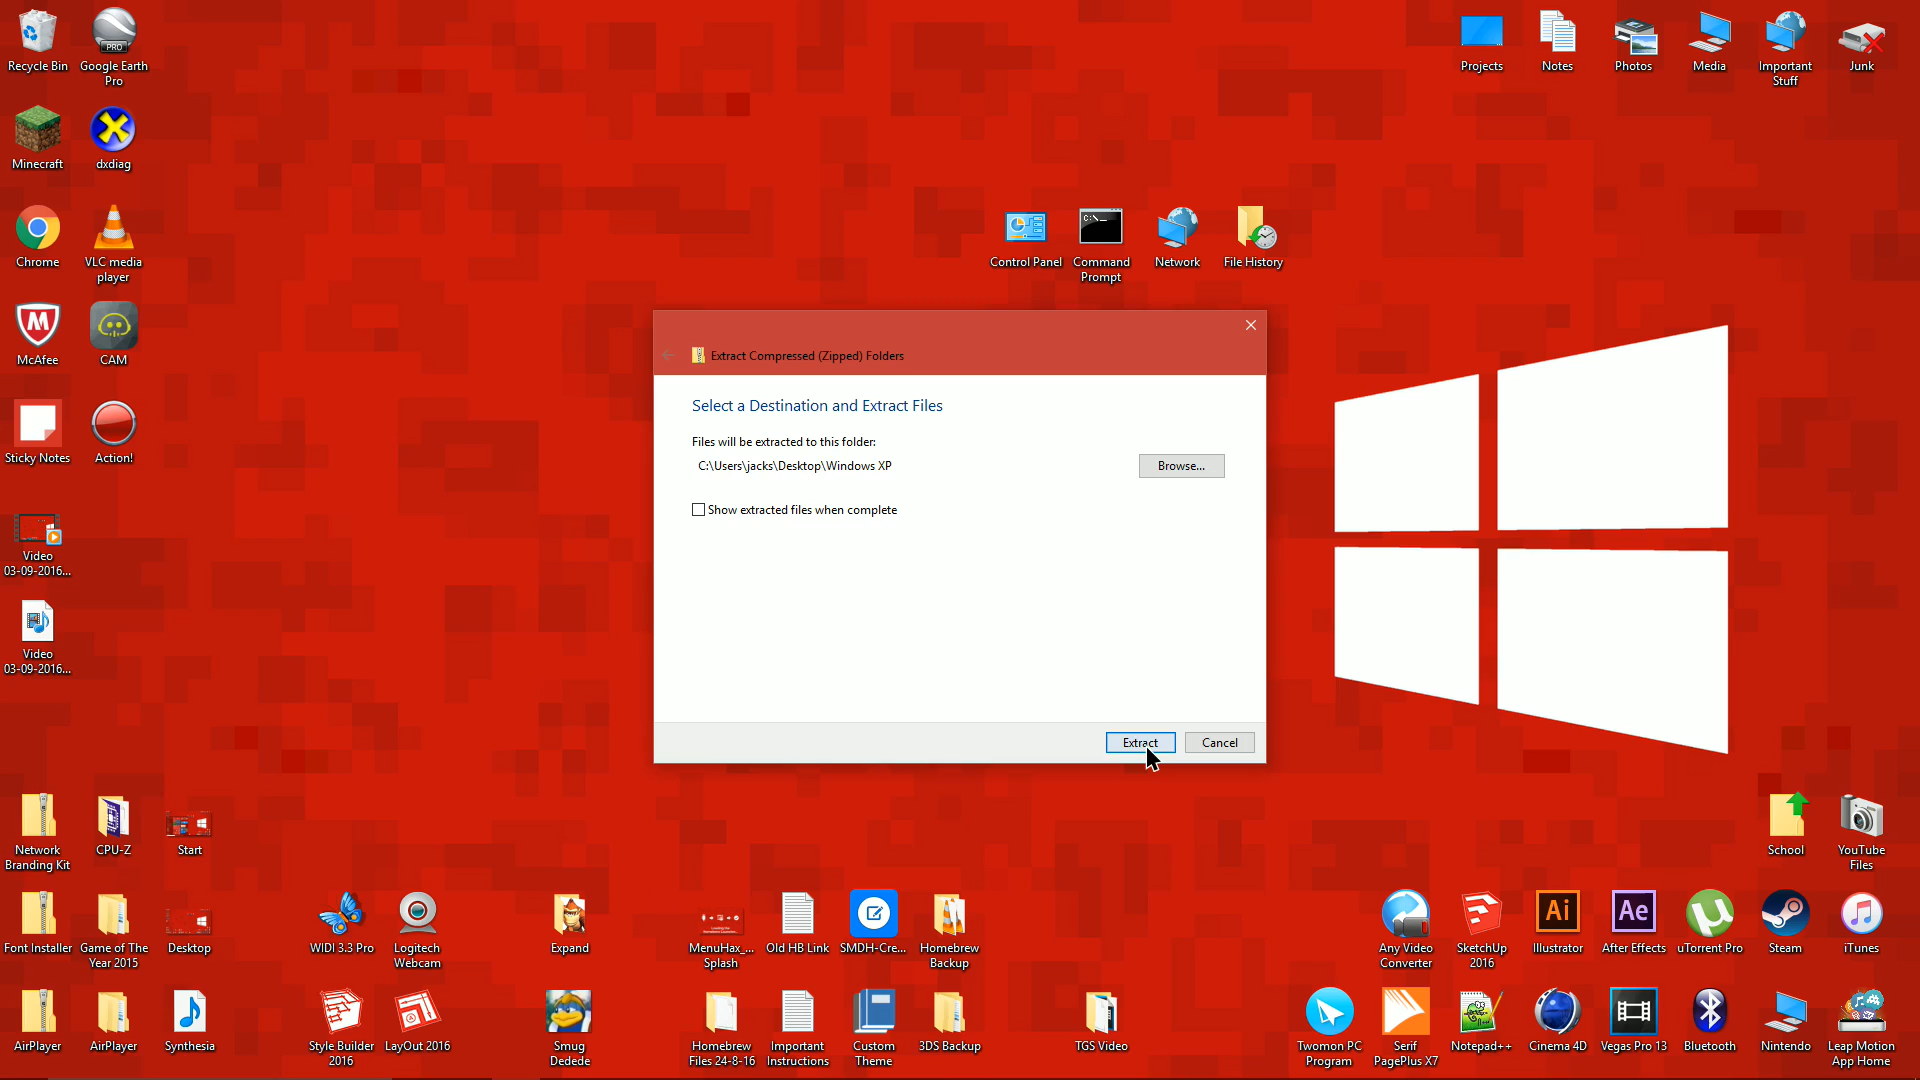 Recycle Bin
Google Earth
Pro
PRO
Projects
Notes
Photos
Media
Important
Stuff
Junk
Minecraft
dxdiag
Chrome
VLC media
player
C:\_
Control Panel
Command
Prompt
Network
File History
McAfee
CAM
Extract Compressed (Zipped) Folders
Select a Destination and Extract Files
Files will be extracted to this folder:
C:\Users\jacks\Desktop\Windows XP
Browse...
Show extracted files when complete
Extract
Cancel
Sticky Notes
Action!
Video
03-09-2016...
Video
03-09-2016...
Network
Branding Kit
CPU-Z
Start
School
YouTube
Files
Font Installer
Game of The
Year 2015
Desktop
WIDI 3.3 Pro
Logitech
Webcam
Expand
MenuHax_...
Splash
Old HB Link
SMDH-Cre...
Homebrew
Backup
Any Video
Converter
SketchUp
2016
Ai
Illustrator
Ae
After Effects
uTorrent Pro
Steam
iTunes
AirPlayer
AirPlayer
Synthesia
Style Builder
2016
LayOut 2016
Smug
Dedede
Homebrew
Files 24-8-16
Important
Instructions
Custom
Theme
3DS Backup
TGS Video
Twomon PC
Program
Serif
PagePlus X7
Notepad++
Cinema 4D
Vegas Pro 13
Bluetooth
Nintendo
Leap Motion
App Home